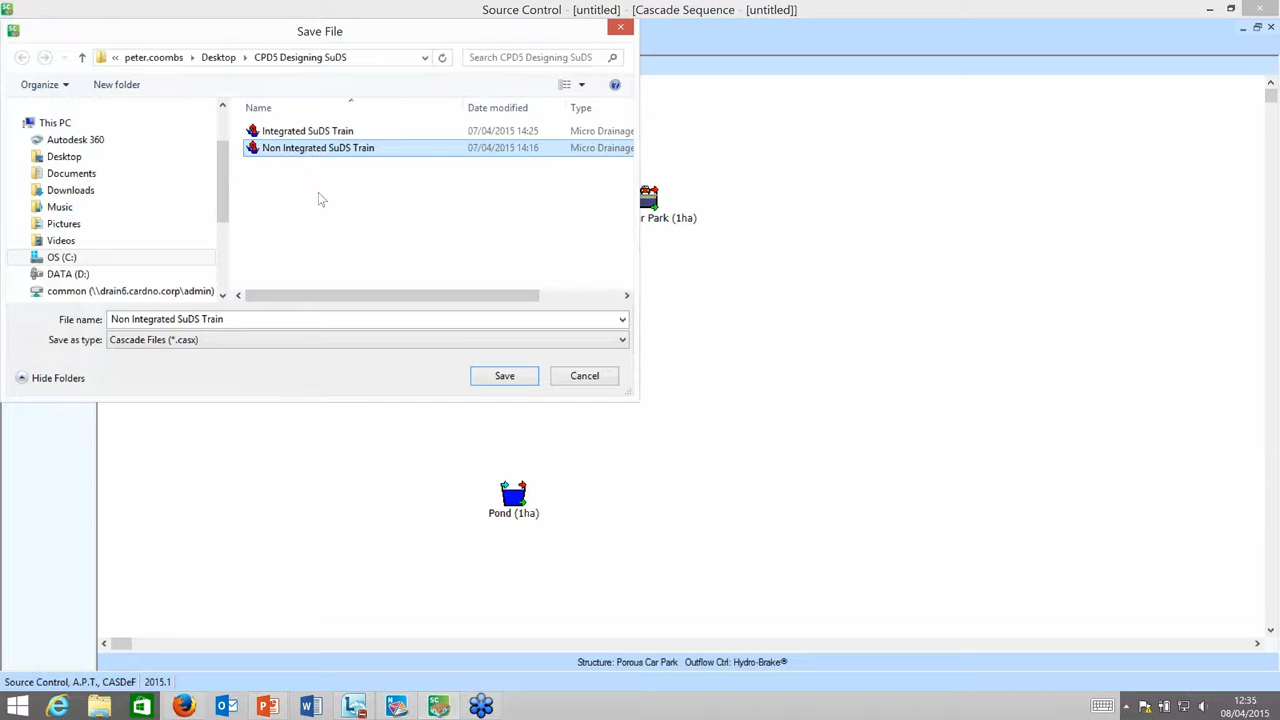 Source Control - [untitled] - [Cascade Sequence - [untitled]]
Save File
« peter.coombs Desktop CPD5 Designing SuDS
Search CPD5 Designing SuDS
Organize New folder
Name Date modified Type
This PC
Autodesk 360
Desktop
Documents
Downloads
Music
Pictures
Videos
OS (C:)
DATA (D:)
common (\\drain6.cardno.corp\admin)
Integrated SuDS Train 07/04/2015 14:25 Micro Drainage
Non Integrated SuDS Train 07/04/2015 14:16 Micro Drainage
r Park (1ha)
File name: Non Integrated SuDS Train
Save as type: Cascade Files (*.casx)
Hide Folders
Save Cancel
Pond (1ha)
Structure: Porous Car Park Outflow Ctrl: Hydro-Brake®
Source Control, A.P.T., CASDeF 2015.1
12:35
08/04/2015